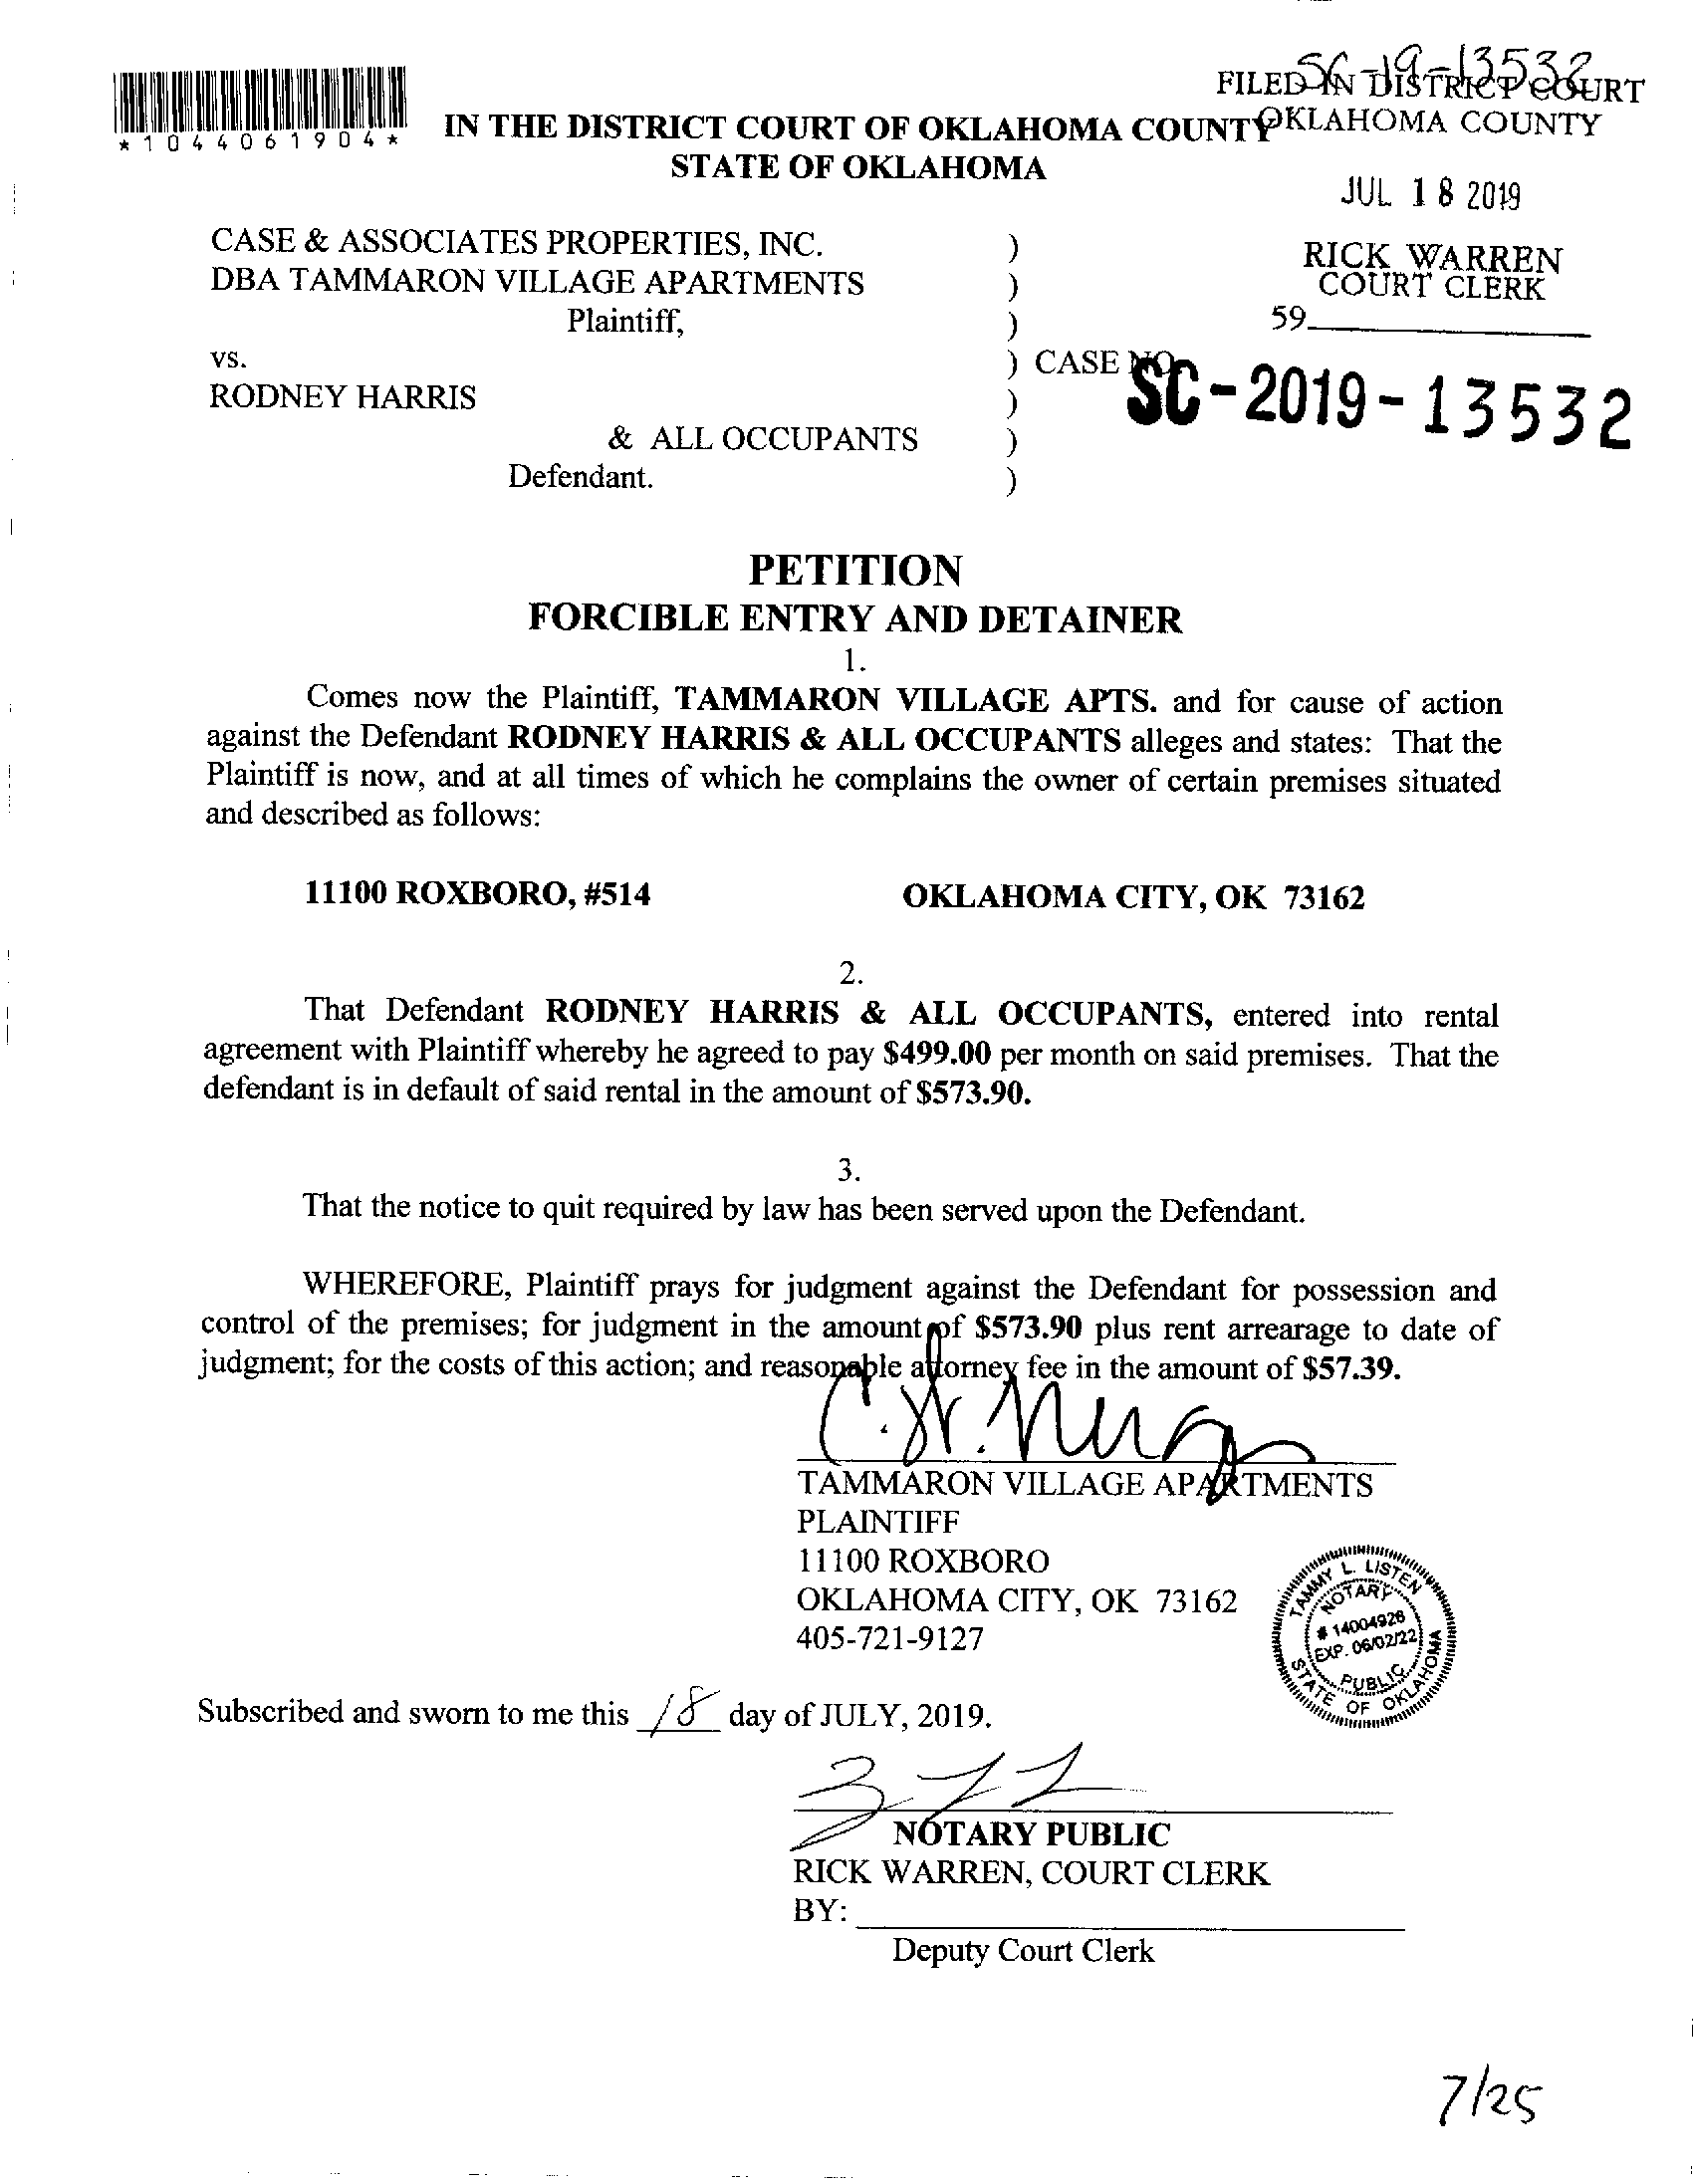 SC-19-13532
FILED IN DISTRICT COURT
OKLAHOMA COUNTY
*1044061904*
IN THE DISTRICT COURT OF OKLAHOMA COUNTY
STATE OF OKLAHOMA
JUL 18 2019
RICK WARREN
COURT CLERK
59
CASE & ASSOCIATES PROPERTIES, INC. )
DBA TAMMARON VILLAGE APARTMENTS )
Plaintiff, )
vs. ) CASE NO.
SC-2019-13532
RODNEY HARRIS )
& ALL OCCUPANTS )
Defendant. )
PETITION
FORCIBLE ENTRY AND DETAINER
1.
Comes now the Plaintiff, TAMMARON VILLAGE APTS. and for cause of action
against the Defendant RODNEY HARRIS & ALL OCCUPANTS alleges and states: That the
Plaintiff is now, and at all times of which he complains the owner of certain premises situated
and described as follows:
11100 ROXBORO, #514 OKLAHOMA CITY, OK 73162
2.
That Defendant RODNEY HARRIS & ALL OCCUPANTS, entered into rental
agreement with Plaintiff whereby he agreed to pay $499.00 per month on said premises. That the
defendant is in default of said rental in the amount of $573.90.
3.
That the notice to quit required by law has been served upon the Defendant.
WHEREFORE, Plaintiff prays for judgment against the Defendant for possession and
control of the premises; for judgment in the amount of $573.90 plus rent arrearage to date of
judgment; for the costs of this action; and reasonable attorney fee in the amount of $57.39.
TAMMARON VILLAGE APARTMENTS
PLAINTIFF
11100 ROXBORO
OKLAHOMA CITY, OK 73162
405-721-9127
TAMMY L. LISTEN
NOTARY
# 14004926
EXP. 06/02/22
PUBLIC
STATE OF OKLAHOMA
Subscribed and sworn to me this 18 day of JULY, 2019.
NOTARY PUBLIC
RICK WARREN, COURT CLERK
BY:
Deputy Court Clerk
7/25